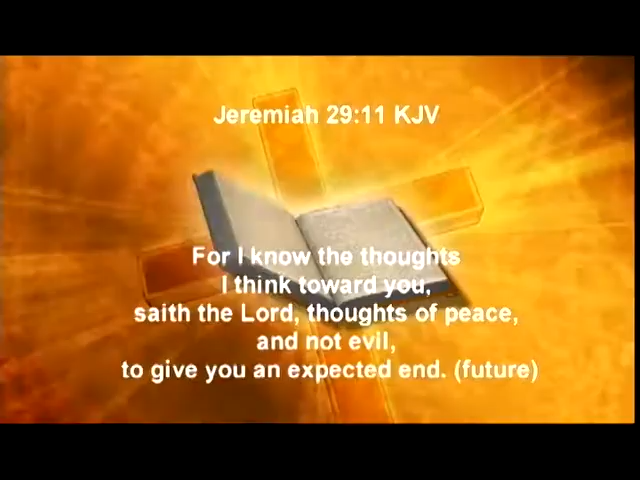 Jeremiah 29:11 KJV
For I know the thoughts
I think toward you,
saith the Lord, thoughts of peace,
and not evil,
to give you an expected end. (future)